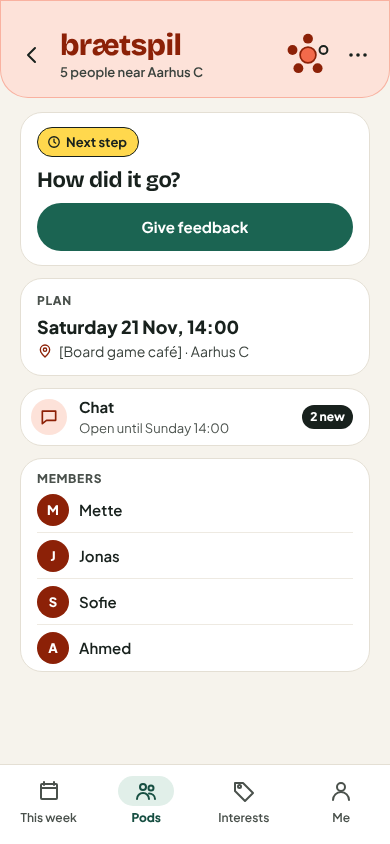 brætspil
5 people near Aarhus C
Next step
How did it go?
Give feedback
PLAN
Saturday 21 Nov, 14:00
[Board game café] · Aarhus C
Chat
Open until Sunday 14:00
2 new
MEMBERS
M Mette
J Jonas
S Sofie
A Ahmed
This week Pods Interests Me